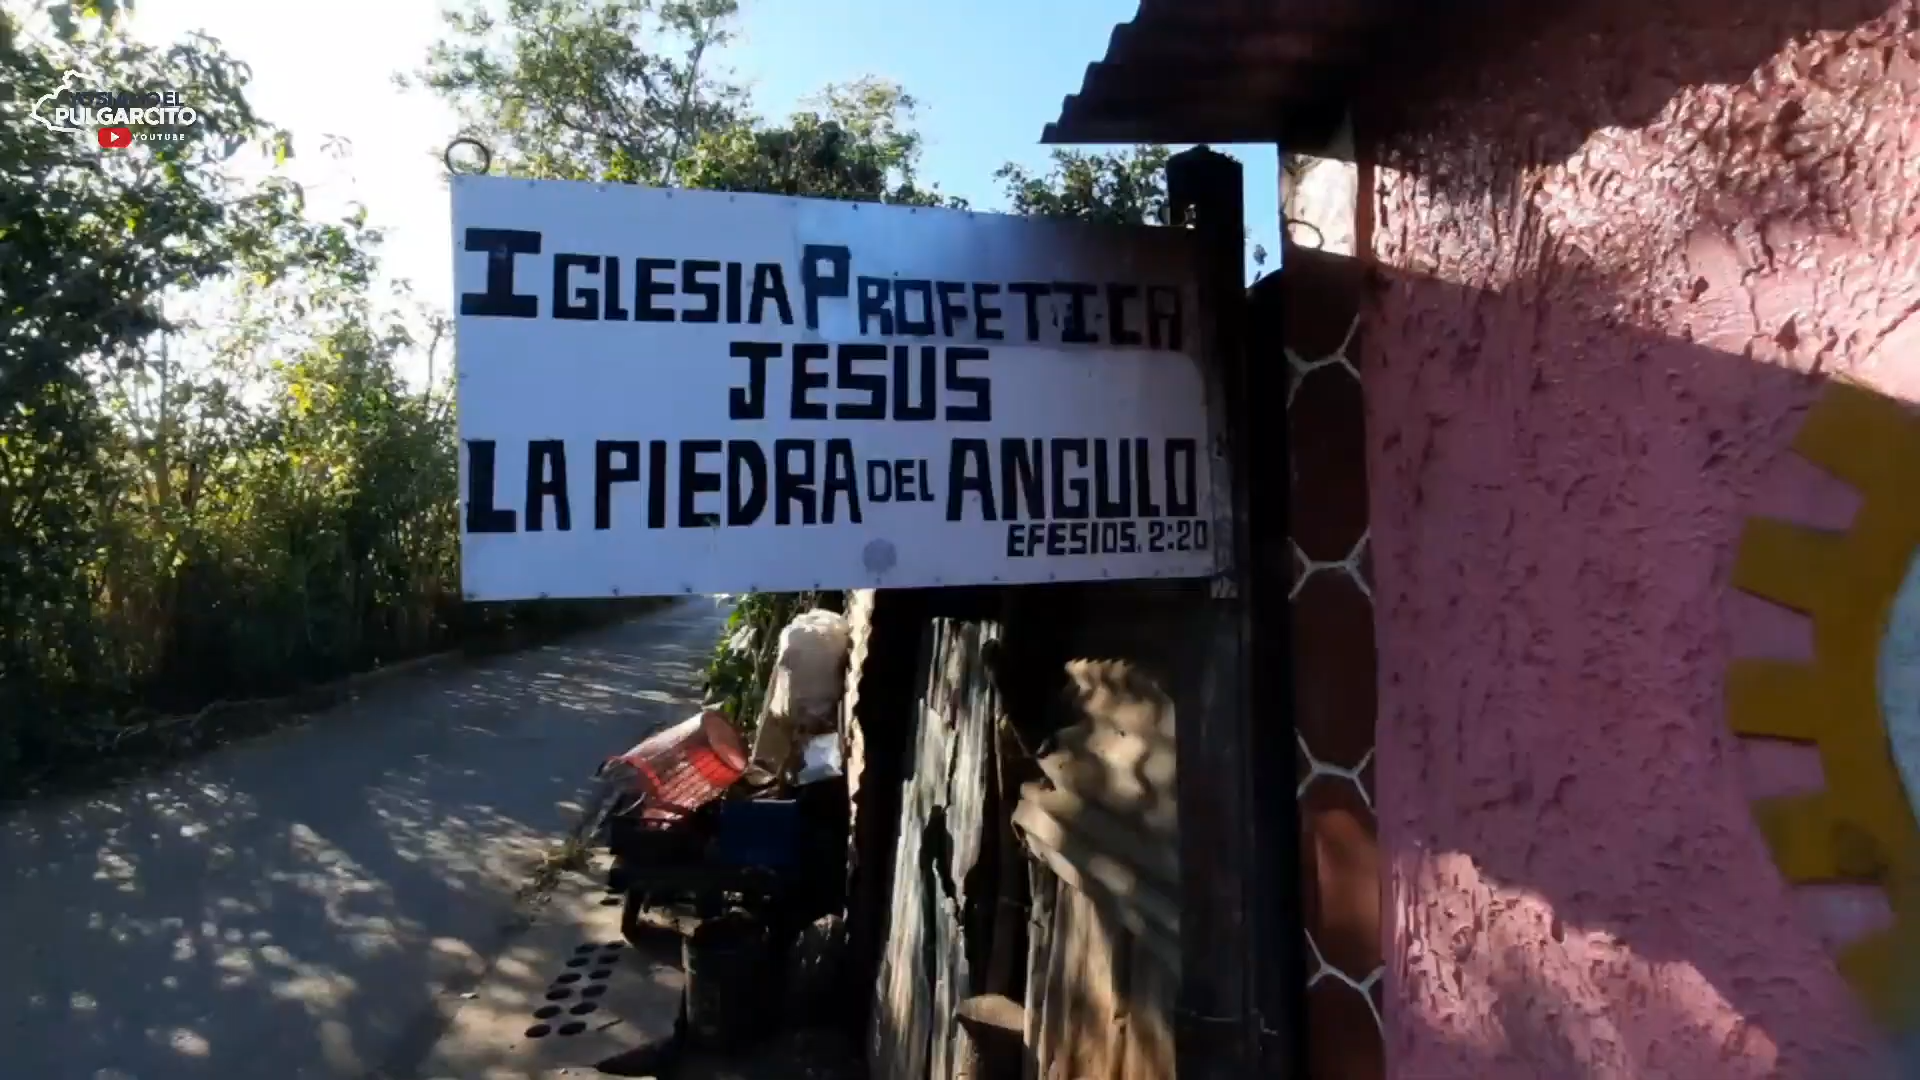 PULGARCITO
YOUTUBE
IGLESIA PROFETICA
JESUS
LA PIEDRA DEL ANGULO
EFESIOS. 2:20